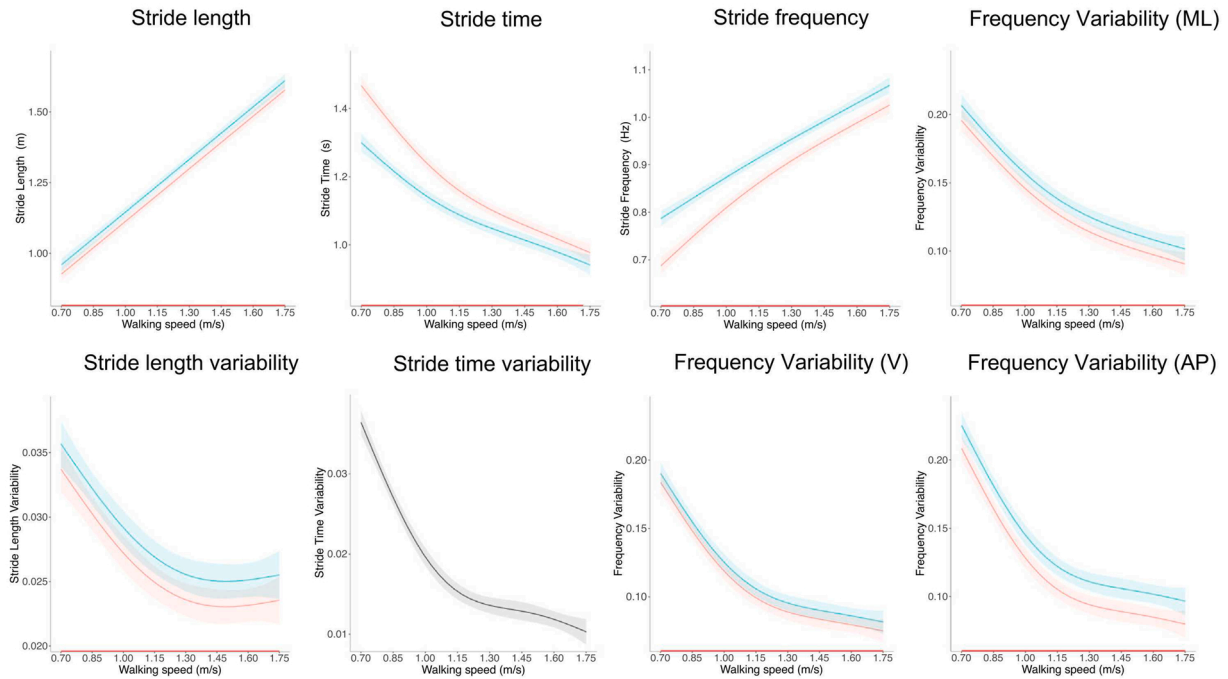 Stride length
Stride time
Stride frequency
Frequency Variability (ML)
Stride Length (m)
1.50
1.25
1.00
0.70 0.85 1.00 1.15 1.30 1.45 1.60 1.75
Walking speed (m/s)
Stride Time (s)
1.4
1.2
1.0
0.70 0.85 1.00 1.15 1.30 1.45 1.60 1.75
Walking speed (m/s)
Stride Frequency (Hz)
1.1
1.0
0.9
0.8
0.7
0.70 0.85 1.00 1.15 1.30 1.45 1.60 1.75
Walking speed (m/s)
Frequency Variability
0.20
0.15
0.10
0.70 0.85 1.00 1.15 1.30 1.45 1.60 1.75
Walking speed (m/s)
Stride length variability
Stride time variability
Frequency Variability (V)
Frequency Variability (AP)
Stride Length Variability
0.035
0.030
0.025
0.020
0.70 0.85 1.00 1.15 1.30 1.45 1.60 1.75
Walking speed (m/s)
Stride Time Variability
0.03
0.02
0.01
0.70 0.85 1.00 1.15 1.30 1.45 1.60 1.75
Walking speed (m/s)
Frequency Variability
0.20
0.15
0.10
0.70 0.85 1.00 1.15 1.30 1.45 1.60 1.75
Walking speed (m/s)
Frequency Variability
0.20
0.15
0.10
0.70 0.85 1.00 1.15 1.30 1.45 1.60 1.75
Walking speed (m/s)